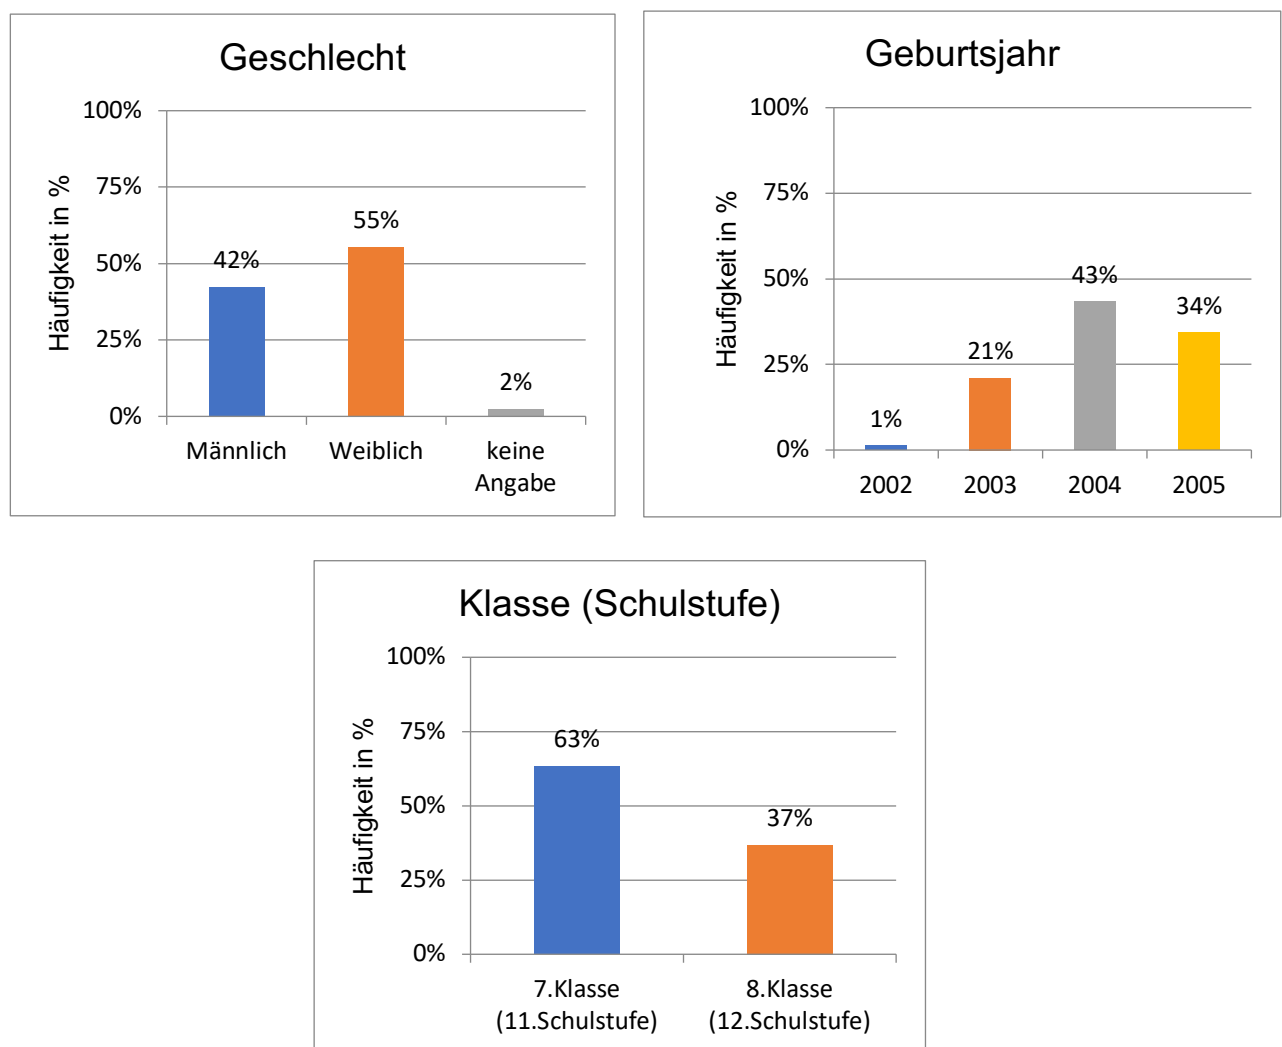 Geschlecht
Häufigkeit in %
100%
75%
50%
25%
0%
42%
55%
2%
Männlich
Weiblich
keine
Angabe
Geburtsjahr
Häufigkeit in %
100%
75%
50%
25%
0%
1%
21%
43%
34%
2002
2003
2004
2005
Klasse (Schulstufe)
Häufigkeit in %
100%
75%
50%
25%
0%
63%
37%
7.Klasse
(11.Schulstufe)
8.Klasse
(12.Schulstufe)